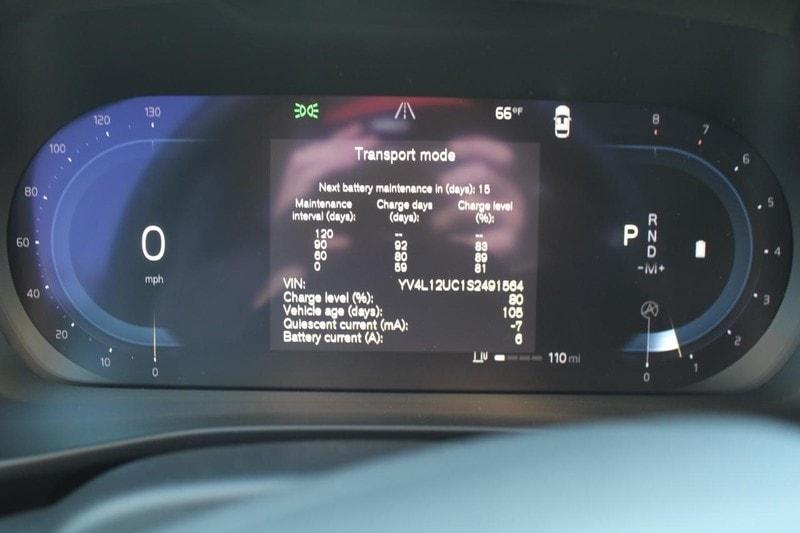 66°F
Transport mode
Next battery maintenance in (days): 15
Maintenance interval (days): Charge days (days): Charge level (%):
120 -- --
90 92 83
60 80 89
0 59 81
VIN: YV4L12UC1S2491564
Charge level (%): 80
Vehicle age (days): 105
Quiescent current (mA): -7
Battery current (A): 6
130
120
100
80
60
40
20
10
0
0
mph
8
7
6
5
4
3
2
1
0
P
R
N
D
-M+
A
110 mi